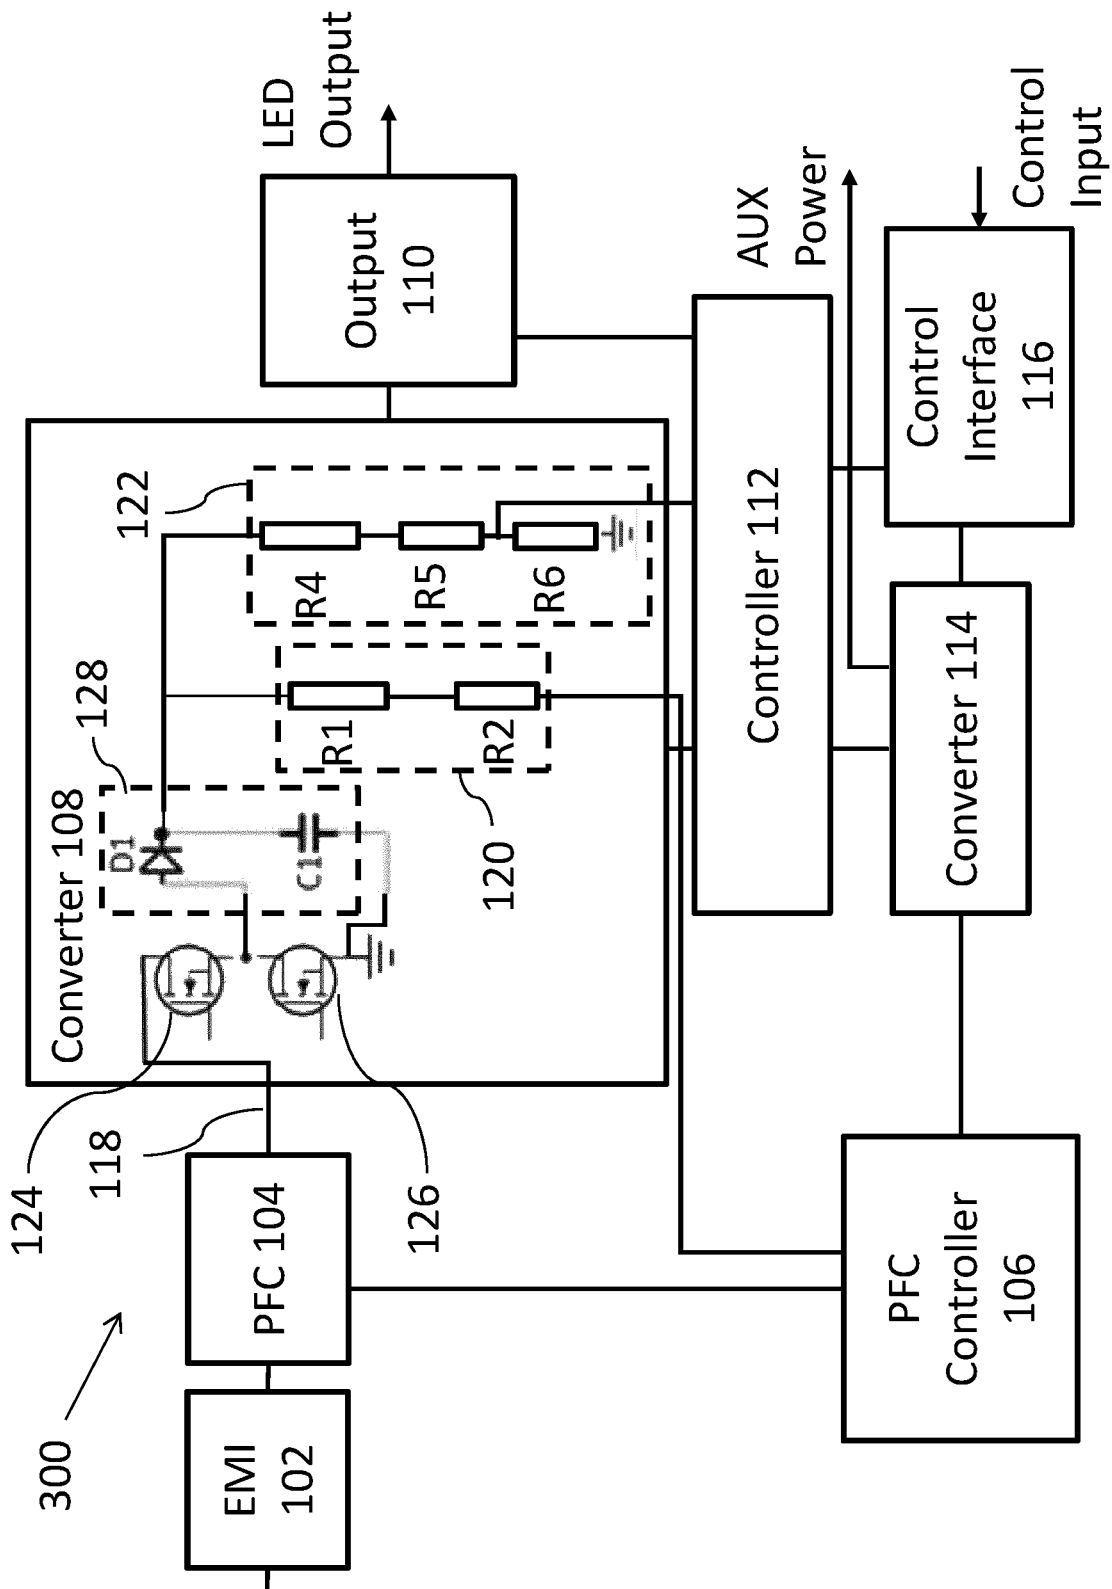 300
EMI
102
PFC 104
118
124
126
Converter 108
D1
C1
128
R1
R2
120
122
R4
R5
R6
Output
110
LED
Output
Controller 112
AUX
Power
PFC
Controller
106
Converter 114
Control
Interface
116
Control
Input